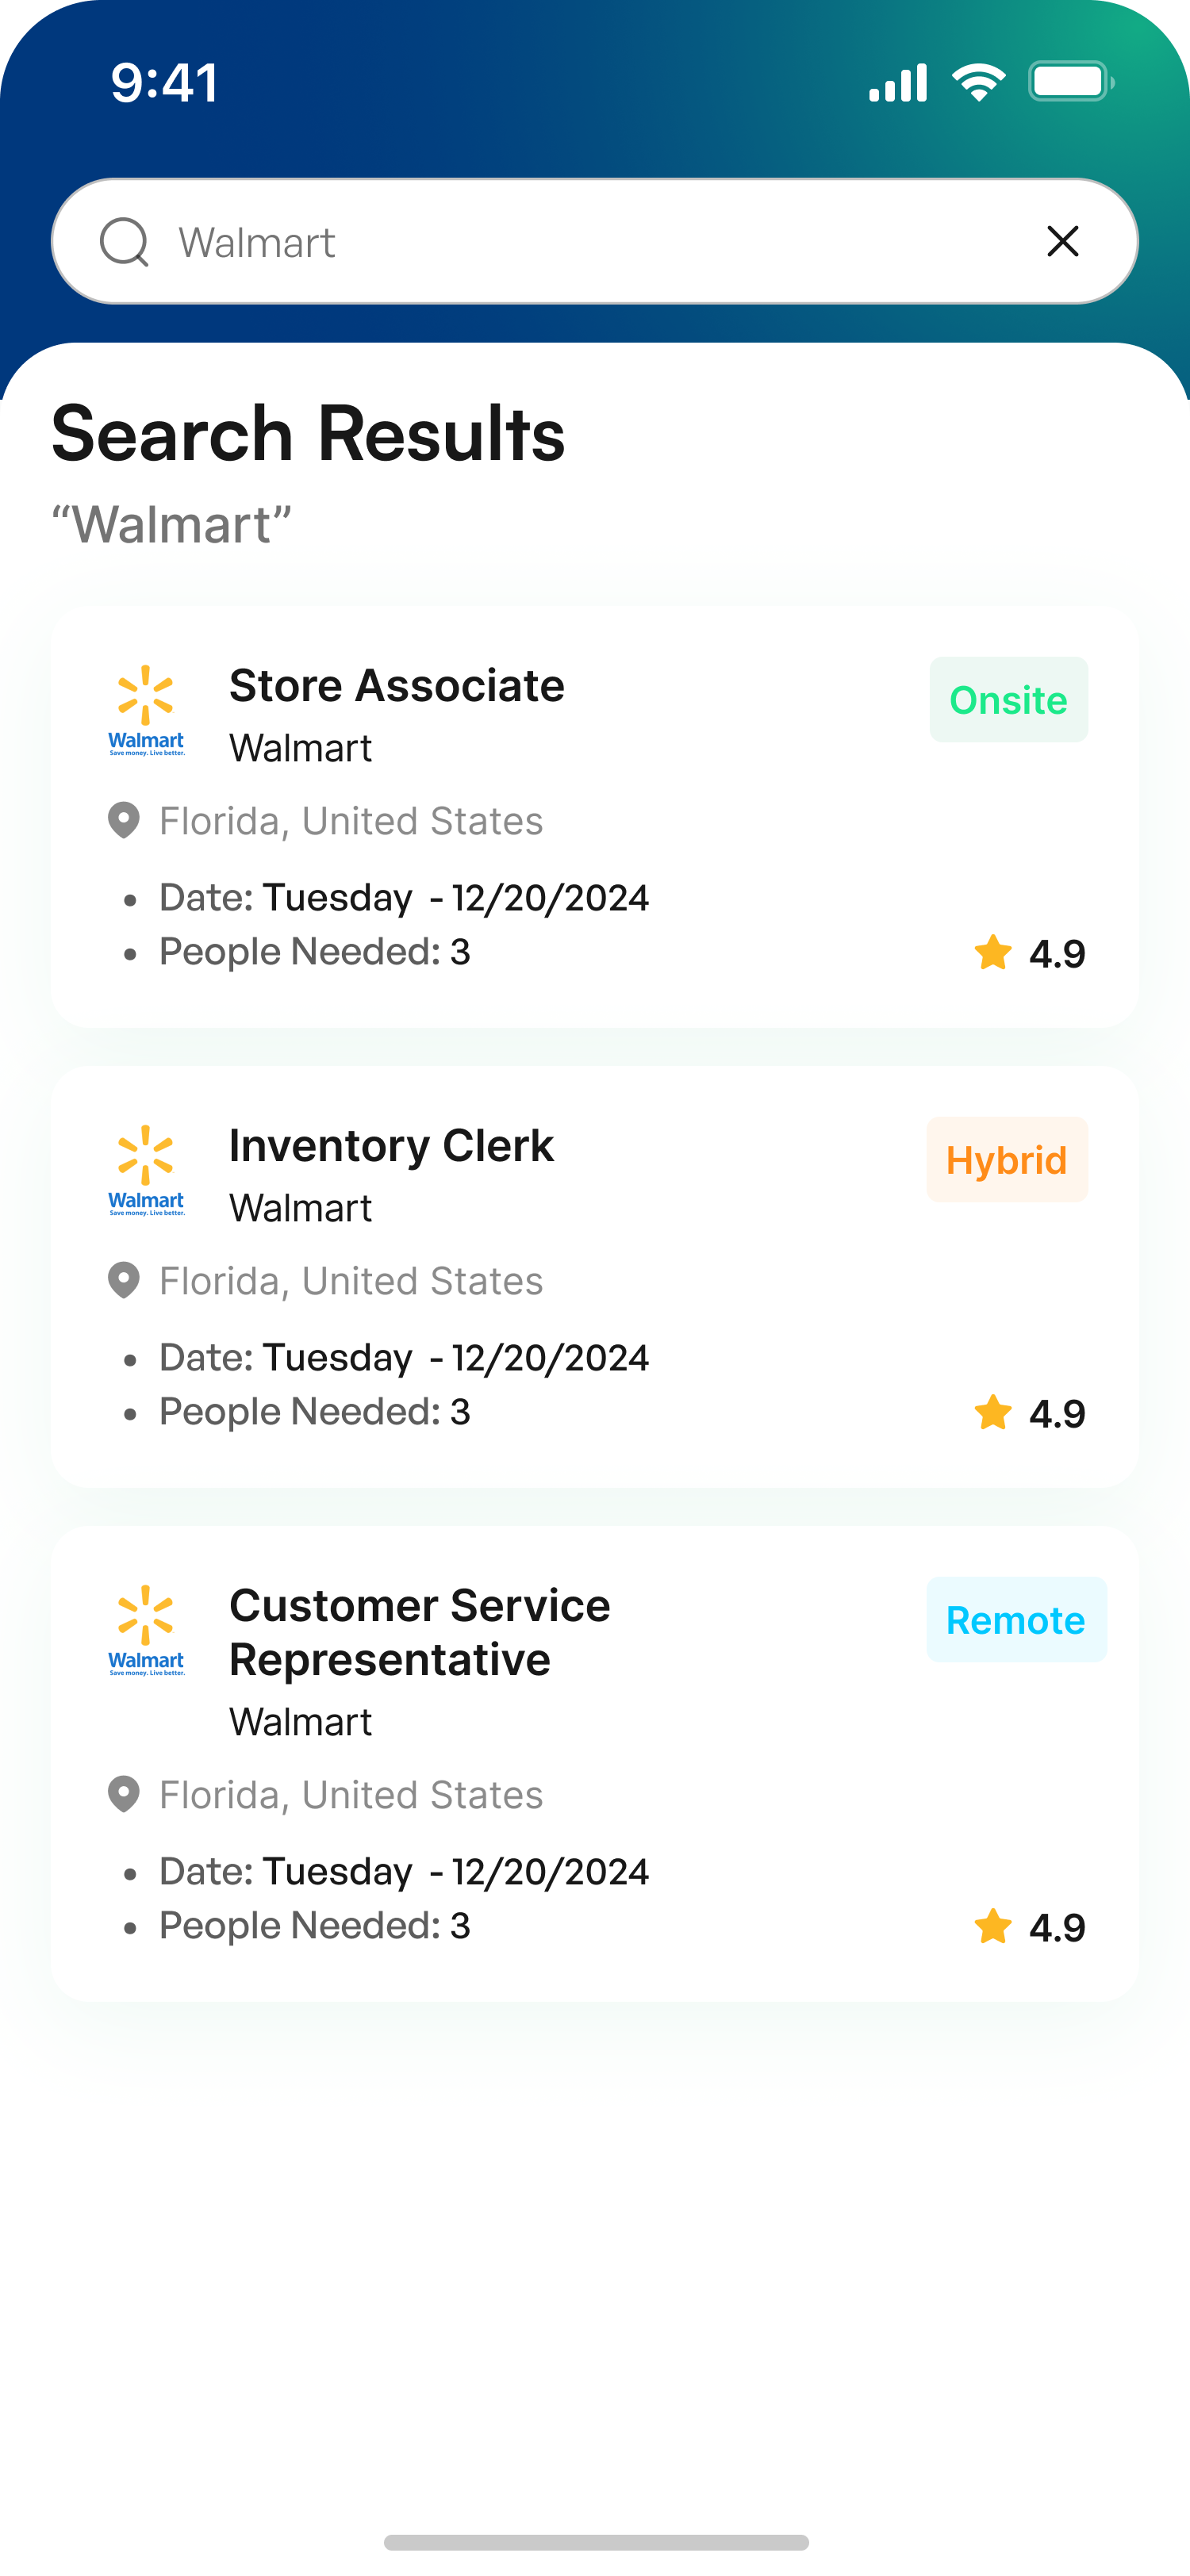 9:41
Walmart
Search Results
“Walmart”
Store Associate
Onsite
Walmart
Walmart
Save money. Live better.
Florida, United States
• Date: Tuesday - 12/20/2024
• People Needed: 3
4.9
Inventory Clerk
Hybrid
Walmart
Walmart
Save money. Live better.
Florida, United States
• Date: Tuesday - 12/20/2024
• People Needed: 3
4.9
Customer Service
Representative
Remote
Walmart
Save money. Live better.
Walmart
Florida, United States
• Date: Tuesday - 12/20/2024
• People Needed: 3
4.9